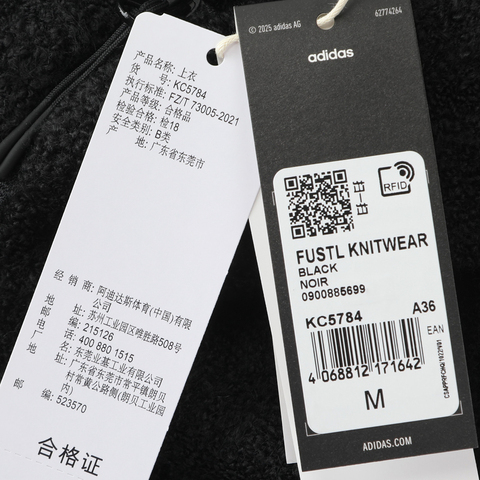 产品名称: 上衣
货 号: KC5784
执行标准: FZ/T 73005-2021
产品等级: 合格品
检验合格: 检18
安全类别: B类
产 地: 广东省东莞市
经 销 商: 阿迪达斯体育(中国)有限
公司
地 址: 苏州工业园区唯胜路508号
邮 编: 215126
电 话: 400 880 1515
厂 名: 东莞业基工业有限公司
地 址: 广东省东莞市常平镇朗贝
村常黄公路侧(朗贝工业园
内)
邮 编: 523570
合格证
© 2025 adidas AG
62774264
adidas
RFID
FUSTL KNITWEAR
BLACK
NOIR
0900885699
KC5784 A36
EAN
4 068812 171642
M
ADIDAS.COM